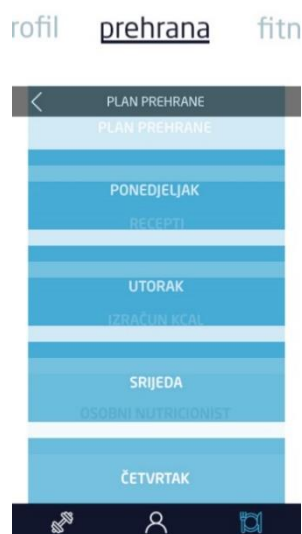 rofil prehrana fitn
PLAN PREHRANE
PLAN PREHRANE
PONEDJELJAK
RECEPTI
UTORAK
IZRAČUN KCAL
SRIJEDA
OSOBNI NUTRICIONIST
ČETVRTAK